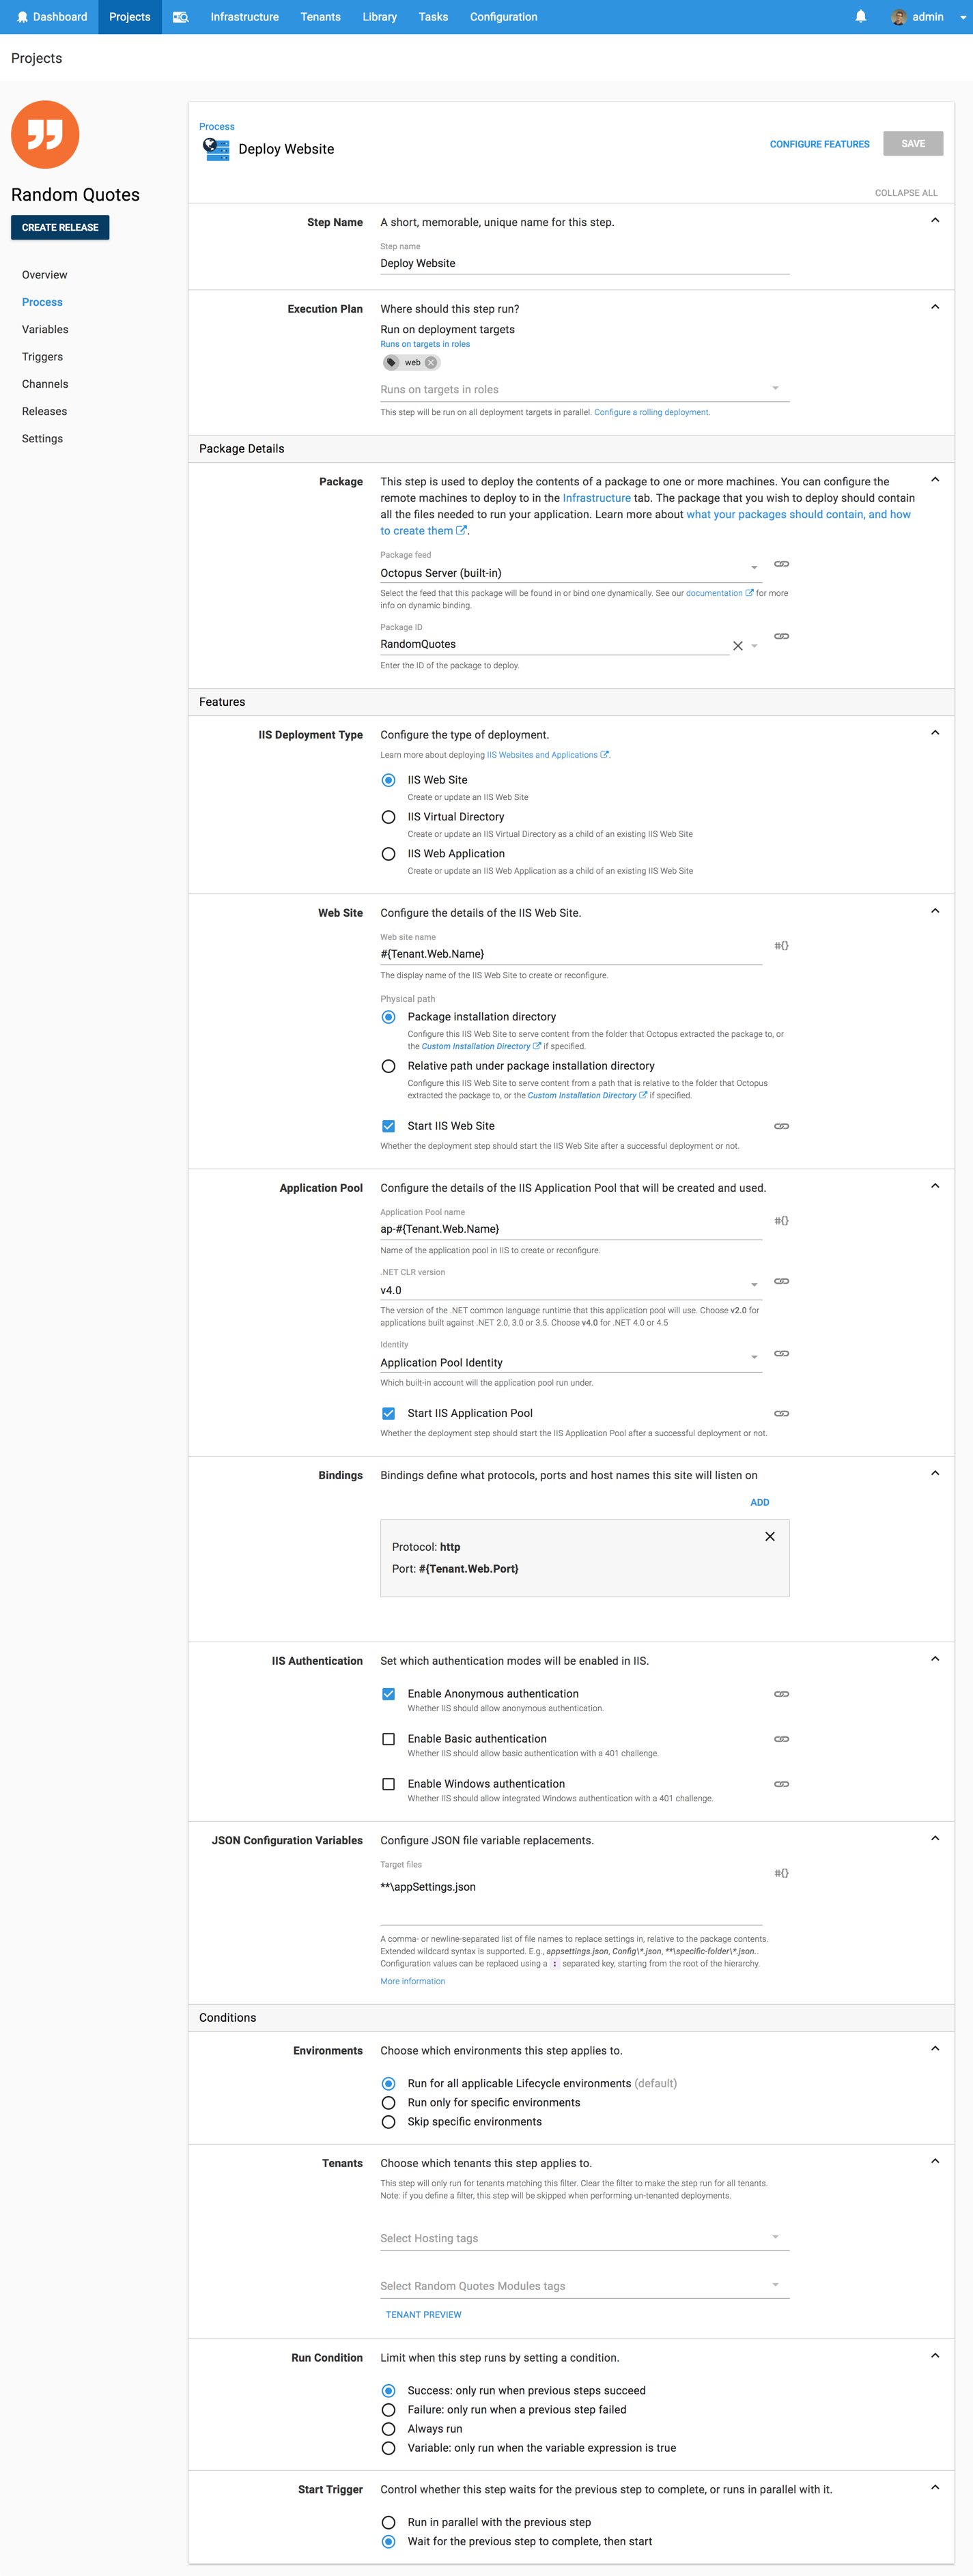 Dashboard
Projects
Infrastructure
Tenants
Library
Tasks
Configuration
admin
Projects
Random Quotes
CREATE RELEASE
Overview
Process
Variables
Triggers
Channels
Releases
Settings
Process
Deploy Website
CONFIGURE FEATURES
SAVE
COLLAPSE ALL
Step Name
A short, memorable, unique name for this step.
Step name
Deploy Website
Execution Plan
Where should this step run?
Run on deployment targets
Runs on targets in roles
web
Runs on targets in roles
This step will be run on all deployment targets in parallel. Configure a rolling deployment.
Package Details
Package
This step is used to deploy the contents of a package to one or more machines. You can configure the
remote machines to deploy to in the Infrastructure tab. The package that you wish to deploy should contain
all the files needed to run your application. Learn more about what your packages should contain, and how
to create them.
Package feed
Octopus Server (built-in)
Select the feed that this package will be found in or bind one dynamically. See our documentation for more
info on dynamic binding.
Package ID
RandomQuotes
Enter the ID of the package to deploy.
Features
IIS Deployment Type
Configure the type of deployment.
Learn more about deploying IIS Websites and Applications.
IIS Web Site
Create or update an IIS Web Site
IIS Virtual Directory
Create or update an IIS Virtual Directory as a child of an existing IIS Web Site
IIS Web Application
Create or update an IIS Web Application as a child of an existing IIS Web Site
Web Site
Configure the details of the IIS Web Site.
Web site name
#{Tenant.Web.Name}
#{}
The display name of the IIS Web Site to create or reconfigure.
Physical path
Package installation directory
Configure this IIS Web Site to serve content from the folder that Octopus extracted the package to, or
the Custom Installation Directory if specified.
Relative path under package installation directory
Configure this IIS Web Site to serve content from a path that is relative to the folder that Octopus
extracted the package to, or the Custom Installation Directory if specified.
Start IIS Web Site
Whether the deployment step should start the IIS Web Site after a successful deployment or not.
Application Pool
Configure the details of the IIS Application Pool that will be created and used.
Application Pool name
ap-#{Tenant.Web.Name}
#{}
Name of the application pool in IIS to create or reconfigure.
.NET CLR version
v4.0
The version of the .NET common language runtime that this application pool will use. Choose v2.0 for
applications built against .NET 2.0, 3.0 or 3.5. Choose v4.0 for .NET 4.0 or 4.5
Identity
Application Pool Identity
Which built-in account will the application pool run under.
Start IIS Application Pool
Whether the deployment step should start the IIS Application Pool after a successful deployment or not.
Bindings
Bindings define what protocols, ports and host names this site will listen on
ADD
Protocol: http
Port: #{Tenant.Web.Port}
IIS Authentication
Set which authentication modes will be enabled in IIS.
Enable Anonymous authentication
Whether IIS should allow anonymous authentication.
Enable Basic authentication
Whether IIS should allow basic authentication with a 401 challenge.
Enable Windows authentication
Whether IIS should allow integrated Windows authentication with a 401 challenge.
JSON Configuration Variables
Configure JSON file variable replacements.
Target files
#{}
**\appSettings.json
A comma- or newline-separated list of file names to replace settings in, relative to the package contents.
Extended wildcard syntax is supported. E.g., appsettings.json, Config\*.json, **\specific-folder\*.json..
Configuration values can be replaced using a : separated key, starting from the root of the hierarchy.
More information
Conditions
Environments
Choose which environments this step applies to.
Run for all applicable Lifecycle environments (default)
Run only for specific environments
Skip specific environments
Tenants
Choose which tenants this step applies to.
This step will only run for tenants matching this filter. Clear the filter to make the step run for all tenants.
Note: if you define a filter, this step will be skipped when performing un-tenanted deployments.
Select Hosting tags
Select Random Quotes Modules tags
TENANT PREVIEW
Run Condition
Limit when this step runs by setting a condition.
Success: only run when previous steps succeed
Failure: only run when a previous step failed
Always run
Variable: only run when the variable expression is true
Start Trigger
Control whether this step waits for the previous step to complete, or runs in parallel with it.
Run in parallel with the previous step
Wait for the previous step to complete, then start